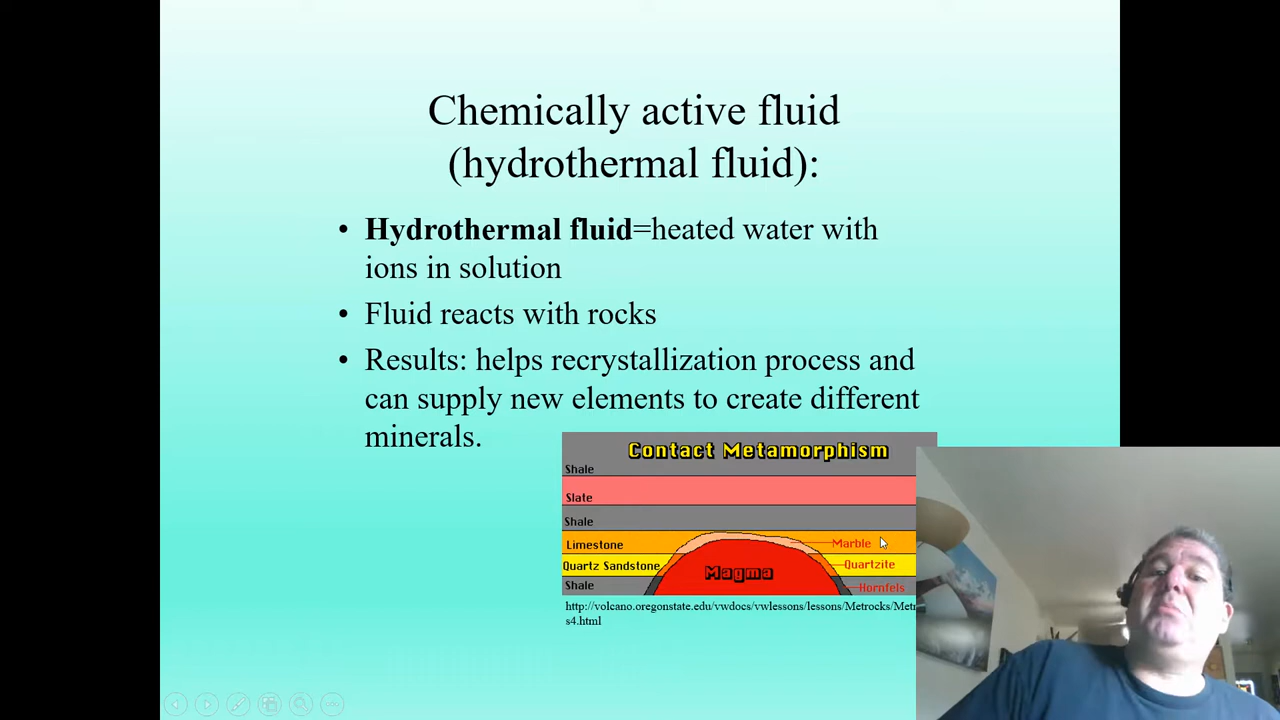 Chemically active fluid
(hydrothermal fluid):
• Hydrothermal fluid=heated water with
ions in solution
• Fluid reacts with rocks
• Results: helps recrystallization process and
can supply new elements to create different
minerals.
Contact Metamorphism
Shale
Slate
Shale
Limestone
Marble
Quartz Sandstone
Quartzite
Magma
Shale
Hornfels
http://volcano.oregonstate.edu/vwdocs/vwlessons/lessons/Metrocks/Met
s4.html